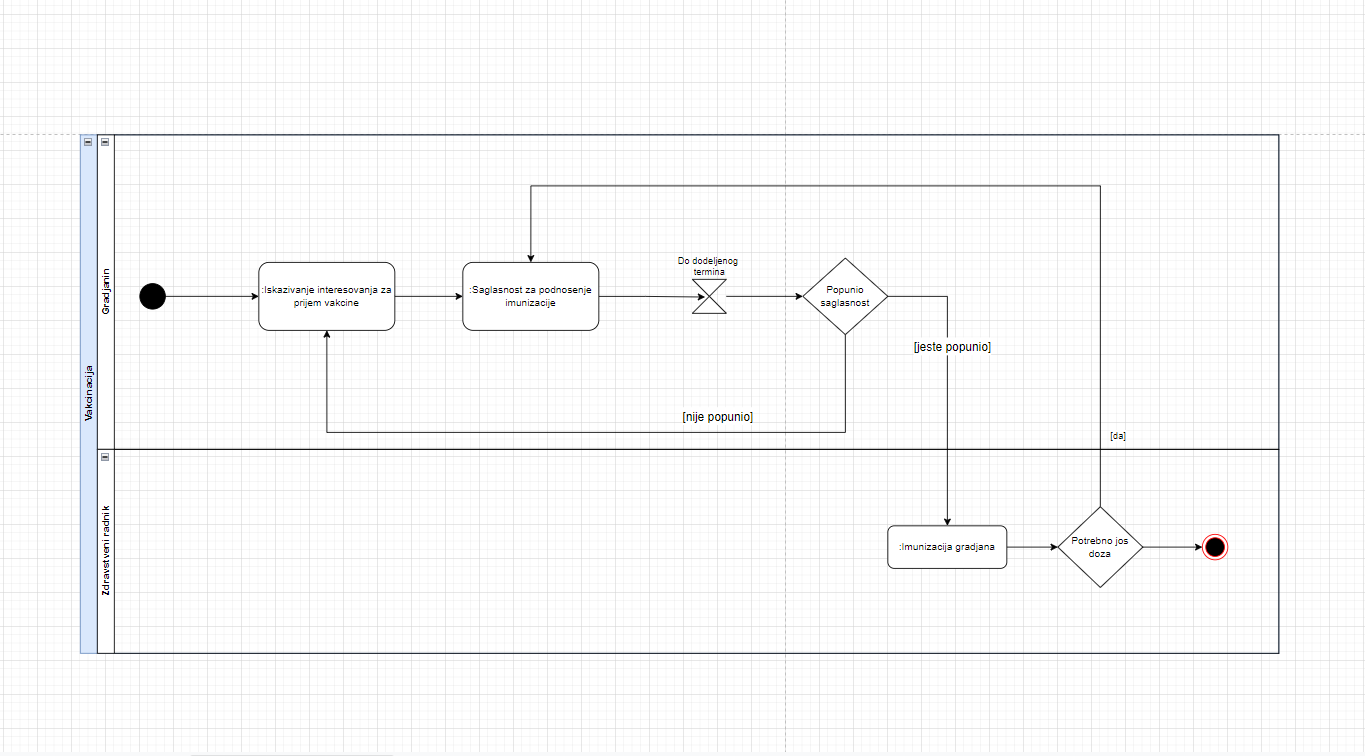 Vakcinacija
Gradjanin
:Iskazivanje interesovanja za
prijem vakcine
:Saglasnost za podnosenje
imunizacije
Do dodeljenog
termina
Popunio
saglasnost
[jeste popunio]
[nije popunio]
[da]
Zdravstveni radnik
:Imunizacija gradjana
Potrebno jos
doza